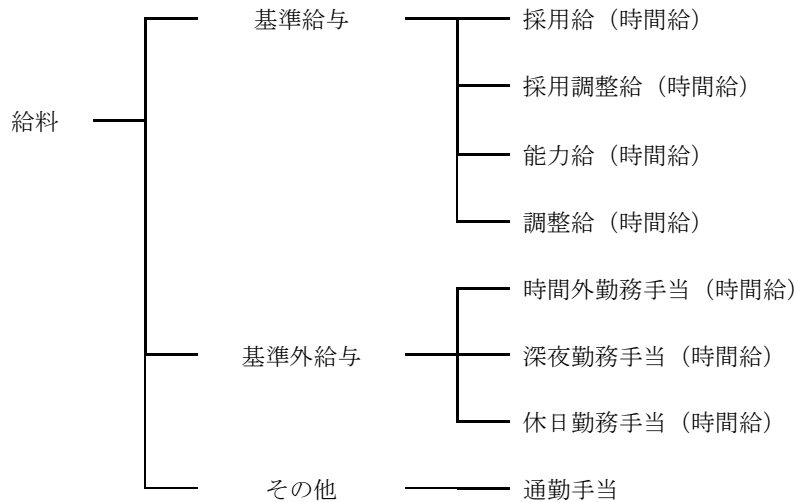 基準給与
採用給（時間給）
採用調整給（時間給）
給料
能力給（時間給）
調整給（時間給）
時間外勤務手当（時間給）
基準外給与
深夜勤務手当（時間給）
休日勤務手当（時間給）
その他
通勤手当